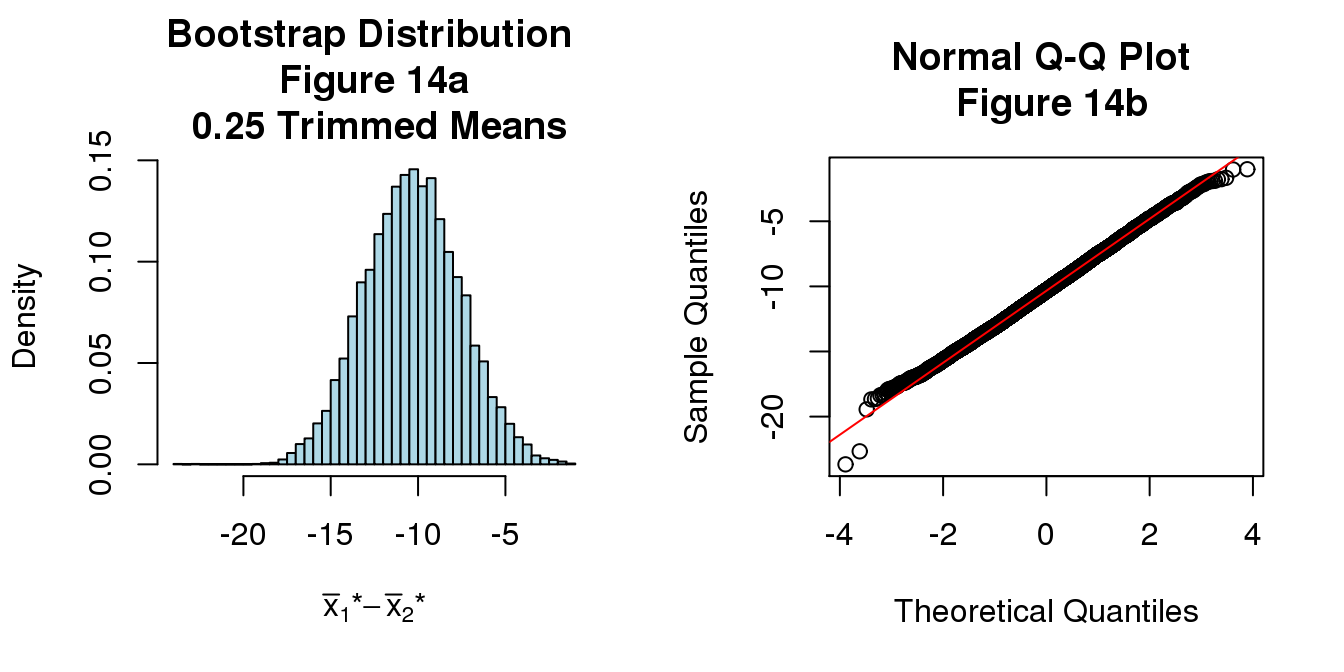 Bootstrap Distribution
Figure 14a
0.25 Trimmed Means
Density
0.00 0.05 0.10 0.15
-20 -15 -10 -5
x̅₁*−x̅₂*
Normal Q-Q Plot
Figure 14b
Sample Quantiles
-20 -10 -5
-4 -2 0 2 4
Theoretical Quantiles